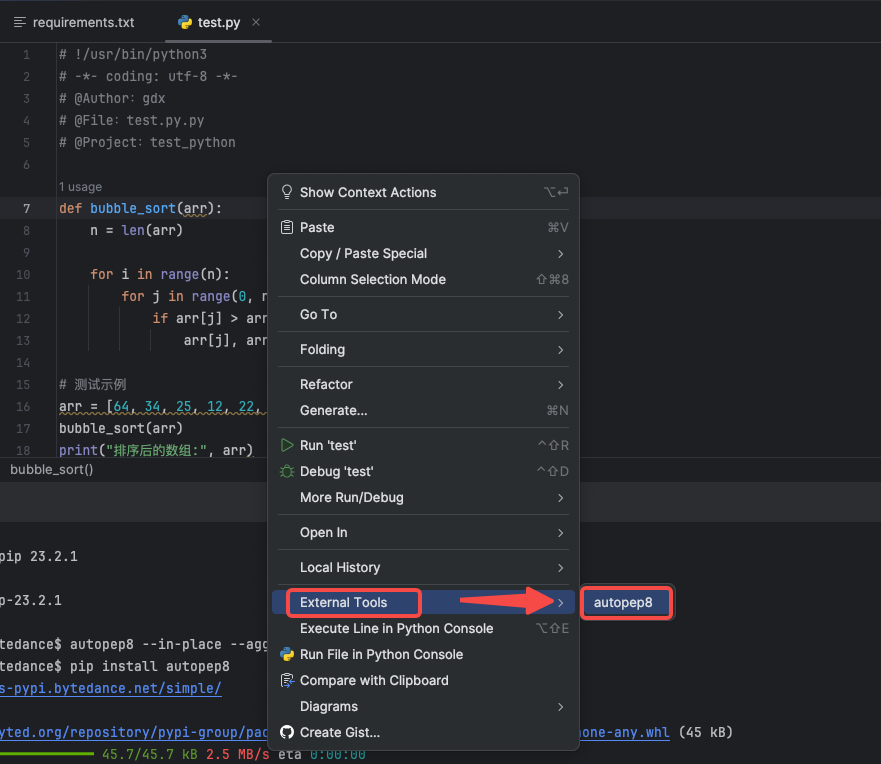 requirements.txt
test.py
1 # !/usr/bin/python3
2 # -*- coding: utf-8 -*-
3 # @Author: gdx
4 # @File: test.py.py
5 # @Project: test_python
6
1 usage
7 def bubble_sort(arr):
8 n = len(arr)
9
10 for i in range(n):
11 for j in range(0, n
12 if arr[j] > arr
13 arr[j], arr
14
15 # 测试示例
16 arr = [64, 34, 25, 12, 22,
17 bubble_sort(arr)
18 print("排序后的数组:", arr)
bubble_sort()
Show Context Actions ⌥⏎
Paste ⌘V
Copy / Paste Special
Column Selection Mode ⇧⌘8
Go To
Folding
Refactor
Generate... ⌘N
Run 'test' ⌃⇧R
Debug 'test' ⌃⇧D
More Run/Debug
Open In
Local History
External Tools
autopep8
Execute Line in Python Console ⌥⇧E
Run File in Python Console
Compare with Clipboard
Diagrams
Create Gist...
pip 23.2.1
p-23.2.1
tedance$ autopep8 --in-place --agg
tedance$ pip install autopep8
s-pypi.bytedance.net/simple/
yted.org/repository/pypi-group/pac one-any.whl (45 kB)
45.7/45.7 kB 2.5 MB/s eta 0:00:00